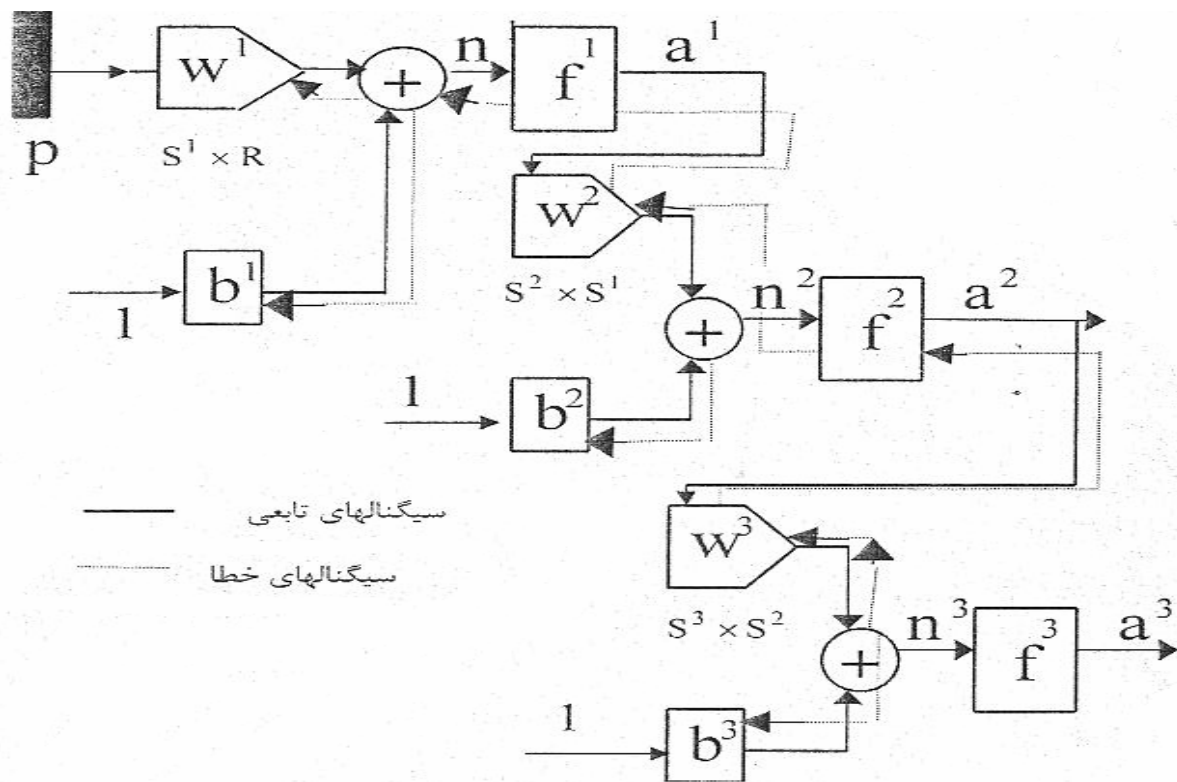 w¹
+
n
f¹
a¹
p
S¹ × R
w²
S² × S¹
b¹
1
+
n²
f²
a²
1
b²
سیگنالهای تابعی
سیگنالهای خطا
w³
S³ × S²
+
n³
f³
a³
1
b³